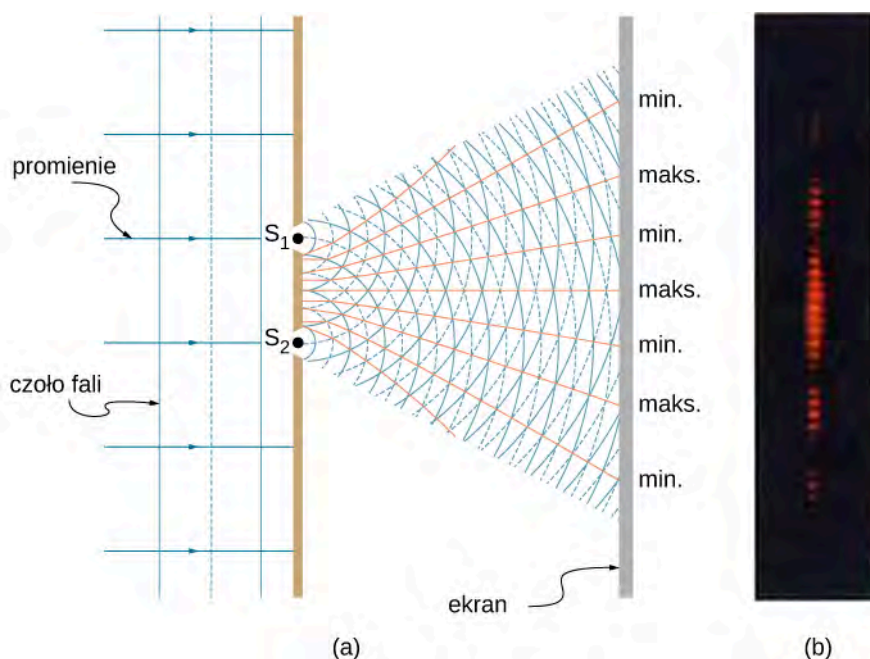 promienie
czoło fali
S1
S2
min.
maks.
min.
maks.
min.
maks.
min.
ekran
(a)
(b)